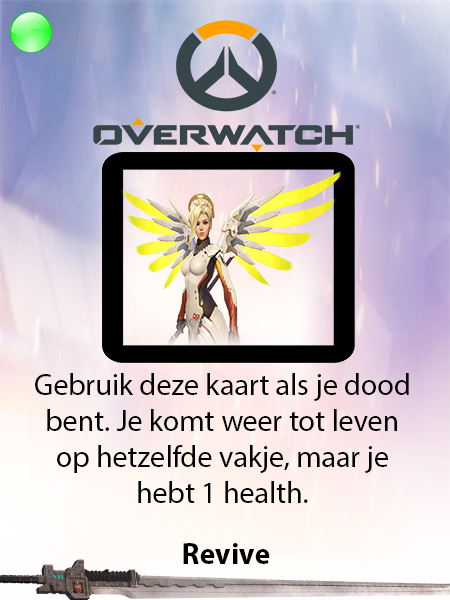 OVERWATCH
Gebruik deze kaart als je dood
bent. Je komt weer tot leven
op hetzelfde vakje, maar je
hebt 1 health.
Revive